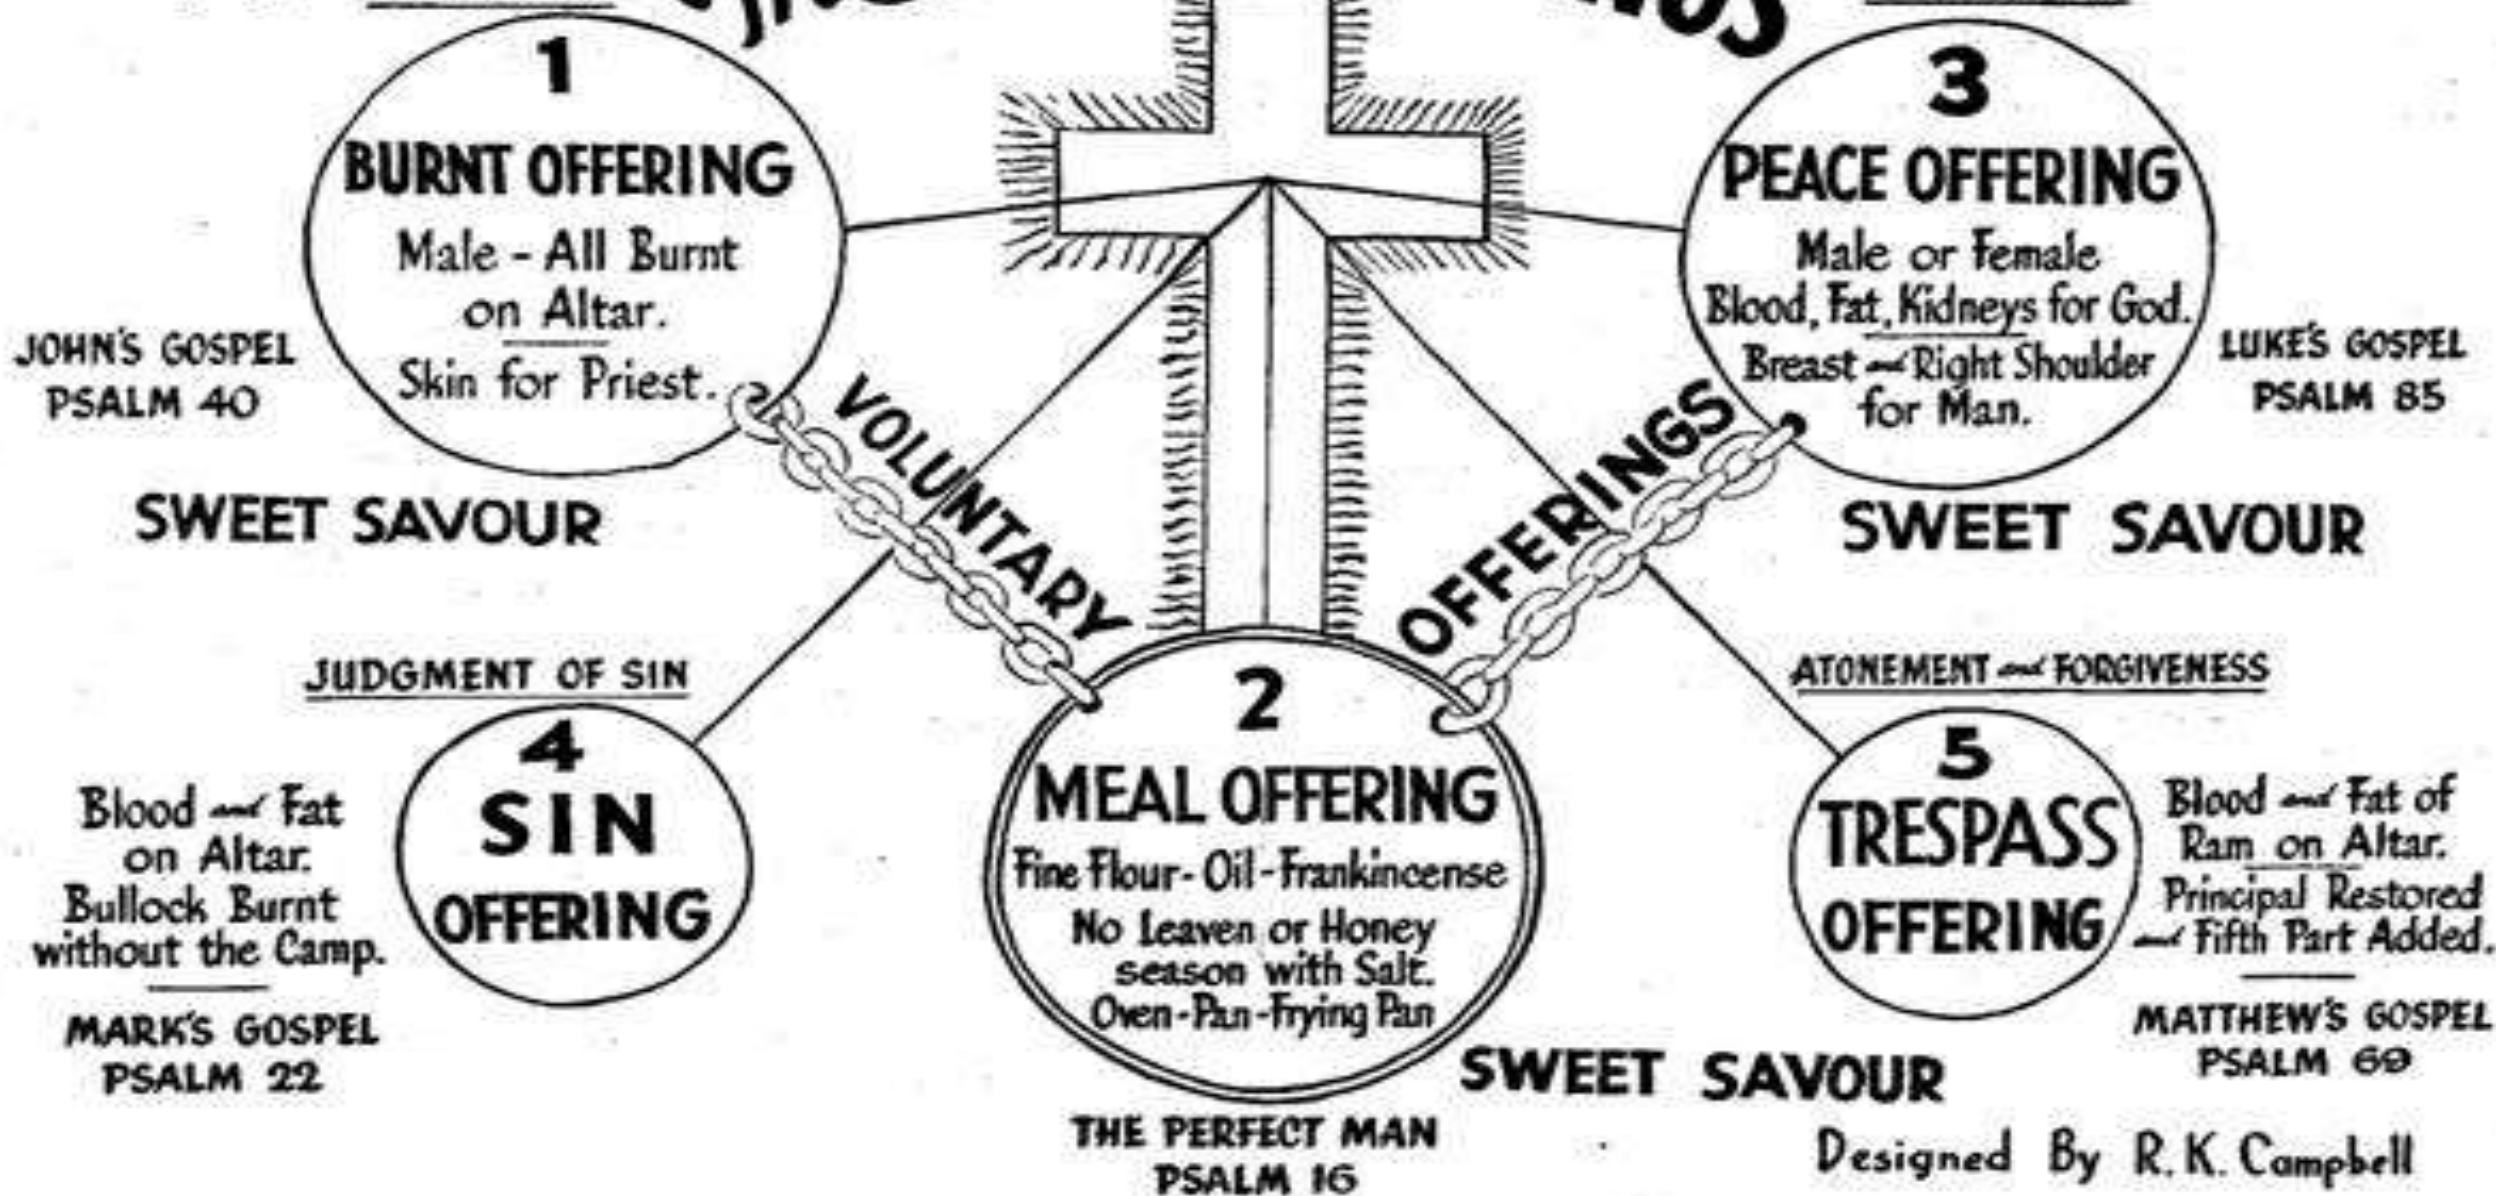 1
BURNT OFFERING
Male - All Burnt
on Altar.
Skin for Priest.
JOHN'S GOSPEL
PSALM 40
SWEET SAVOUR
3
PEACE OFFERING
Male or Female
Blood, Fat, Kidneys for God.
Breast and Right Shoulder
for Man.
LUKE'S GOSPEL
PSALM 85
SWEET SAVOUR
VOLUNTARY
OFFERINGS
JUDGMENT OF SIN
4
SIN
OFFERING
Blood and Fat
on Altar.
Bullock Burnt
without the Camp.
MARK'S GOSPEL
PSALM 22
2
MEAL OFFERING
Fine Flour - Oil - Frankincense
No Leaven or Honey
season with Salt.
Oven - Pan - Frying Pan
SWEET SAVOUR
THE PERFECT MAN
PSALM 16
ATONEMENT and FORGIVENESS
5
TRESPASS
OFFERING
Blood and Fat of
Ram on Altar.
Principal Restored
and Fifth Part Added.
MATTHEW'S GOSPEL
PSALM 69
Designed By R.K. Campbell